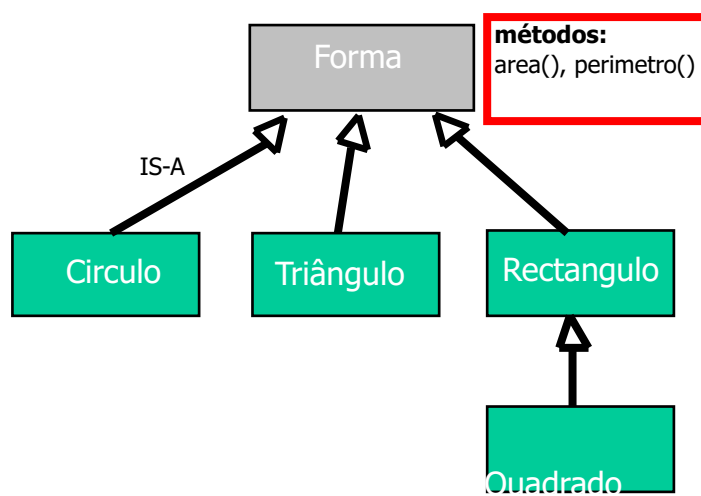 Forma
métodos:
area(), perimetro()
IS-A
Circulo
Triângulo
Rectangulo
Quadrado